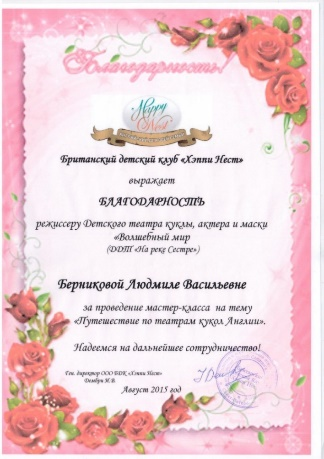 Благодарность!
Happy
Nest
Британский детский клуб «Хэппи Нест»
выражает
БЛАГОДАРНОСТЬ
режиссеру Детского театра куклы, актера и маски
«Волшебный мир
(ДДТ «На реке Сестре»)
Берниковой Людмиле Васильевне
за проведение мастер-класса на тему
«Путешествие по театрам кукол Англии».
Надеемся на дальнейшее сотрудничество!
Ген. директор ООО БДК «Хэппи Нест»
Август 2015 год